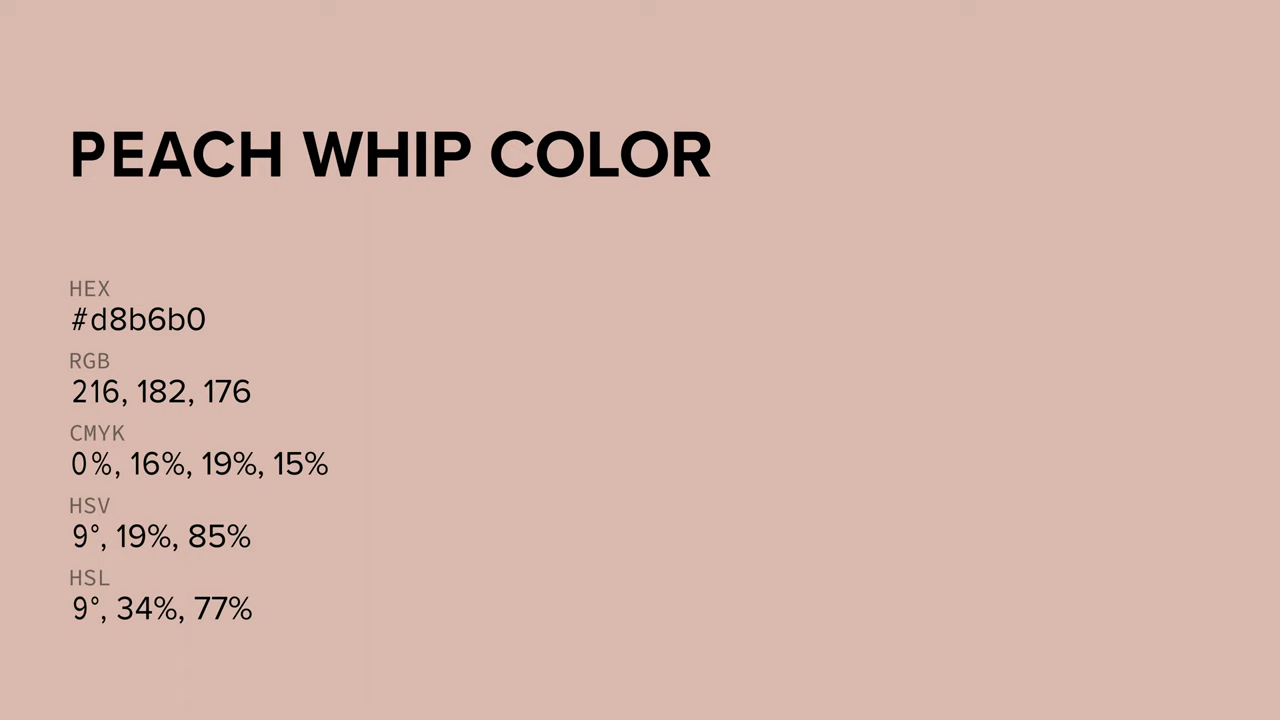 PEACH WHIP COLOR
HEX
#d8b6b0
RGB
216, 182, 176
CMYK
0%, 16%, 19%, 15%
HSV
9°, 19%, 85%
HSL
9°, 34%, 77%